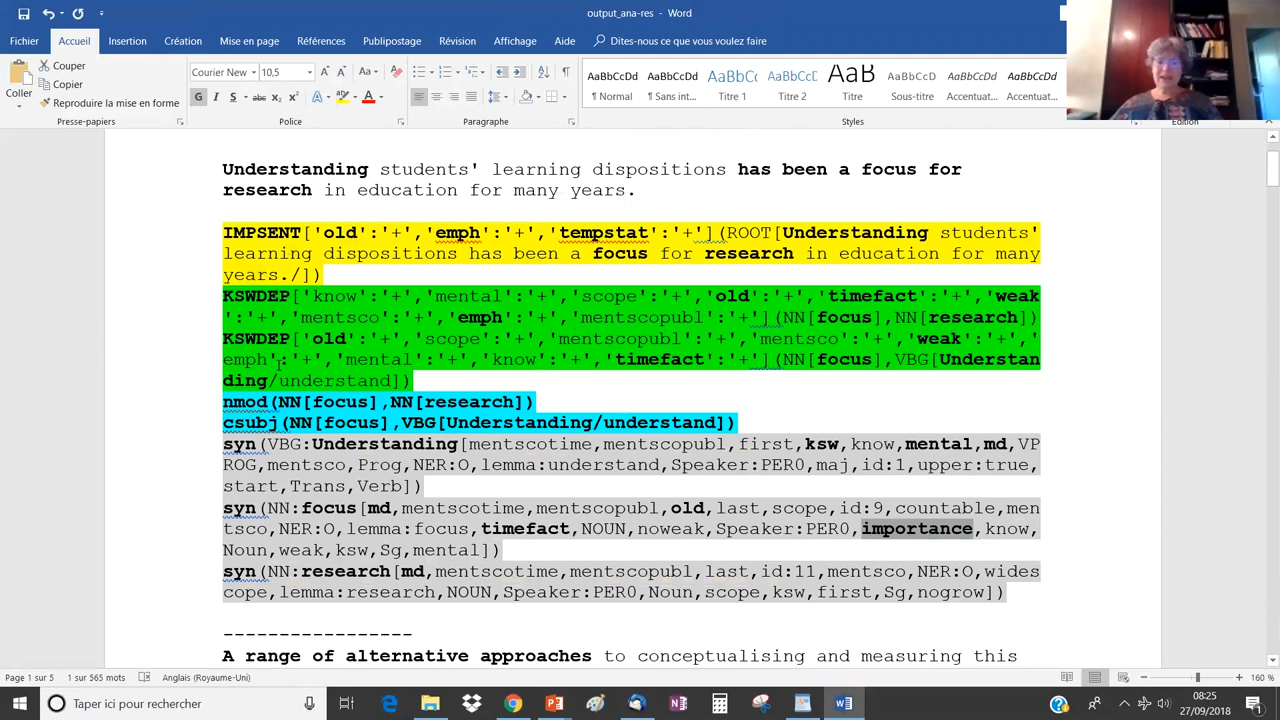 output_ana-res - Word
Fichier Accueil Insertion Création Mise en page Références Publipostage Révision Affichage Aide Dites-nous ce que vous voulez faire
Coller
Couper
Copier
Reproduire la mise en forme
Presse-papiers
Courier New 10,5
Police
Paragraphe
AaBbCcDd AaBbCcDd AaBbCc AaBbCcC AaB AaBbCcD AaBbCcDd AaBbCcDd
¶ Normal ¶ Sans int... Titre 1 Titre 2 Titre Sous-titre Accentuat... Accentuat...
Styles
Edition
Understanding students' learning dispositions has been a focus for
research in education for many years.
IMPSENT['old':'+','emph':'+','tempstat':'+'](ROOT[Understanding students'
learning dispositions has been a focus for research in education for many
years./])
KSWDEP['know':'+','mental':'+','scope':'+','old':'+','timefact':'+','weak
':'+','mentsco':'+','emph':'+','mentscopubl':'+'](NN[focus],NN[research])
KSWDEP['old':'+','scope':'+','mentscopubl':'+','mentsco':'+','weak':'+','
emph':'+','mental':'+','know':'+','timefact':'+'](NN[focus],VBG[Understan
ding/understand])
nmod(NN[focus],NN[research])
csubj(NN[focus],VBG[Understanding/understand])
syn(VBG:Understanding[mentscotime,mentscopubl,first,ksw,know,mental,md,VP
ROG,mentsco,Prog,NER:O,lemma:understand,Speaker:PER0,maj,id:1,upper:true,
start,Trans,Verb])
syn(NN:focus[md,mentscotime,mentscopubl,old,last,scope,id:9,countable,men
tsco,NER:O,lemma:focus,timefact,NOUN,noweak,Speaker:PER0,importance,know,
Noun,weak,ksw,Sg,mental])
syn(NN:research[md,mentscotime,mentscopubl,last,id:11,mentsco,NER:O,wides
cope,lemma:research,NOUN,Speaker:PER0,Noun,scope,ksw,first,Sg,nogrow])
-----------------
A range of alternative approaches to conceptualising and measuring this
Page 1 sur 5 1 sur 565 mots Anglais (Royaume-Uni) 160 %
Taper ici pour rechercher
08:25
27/09/2018